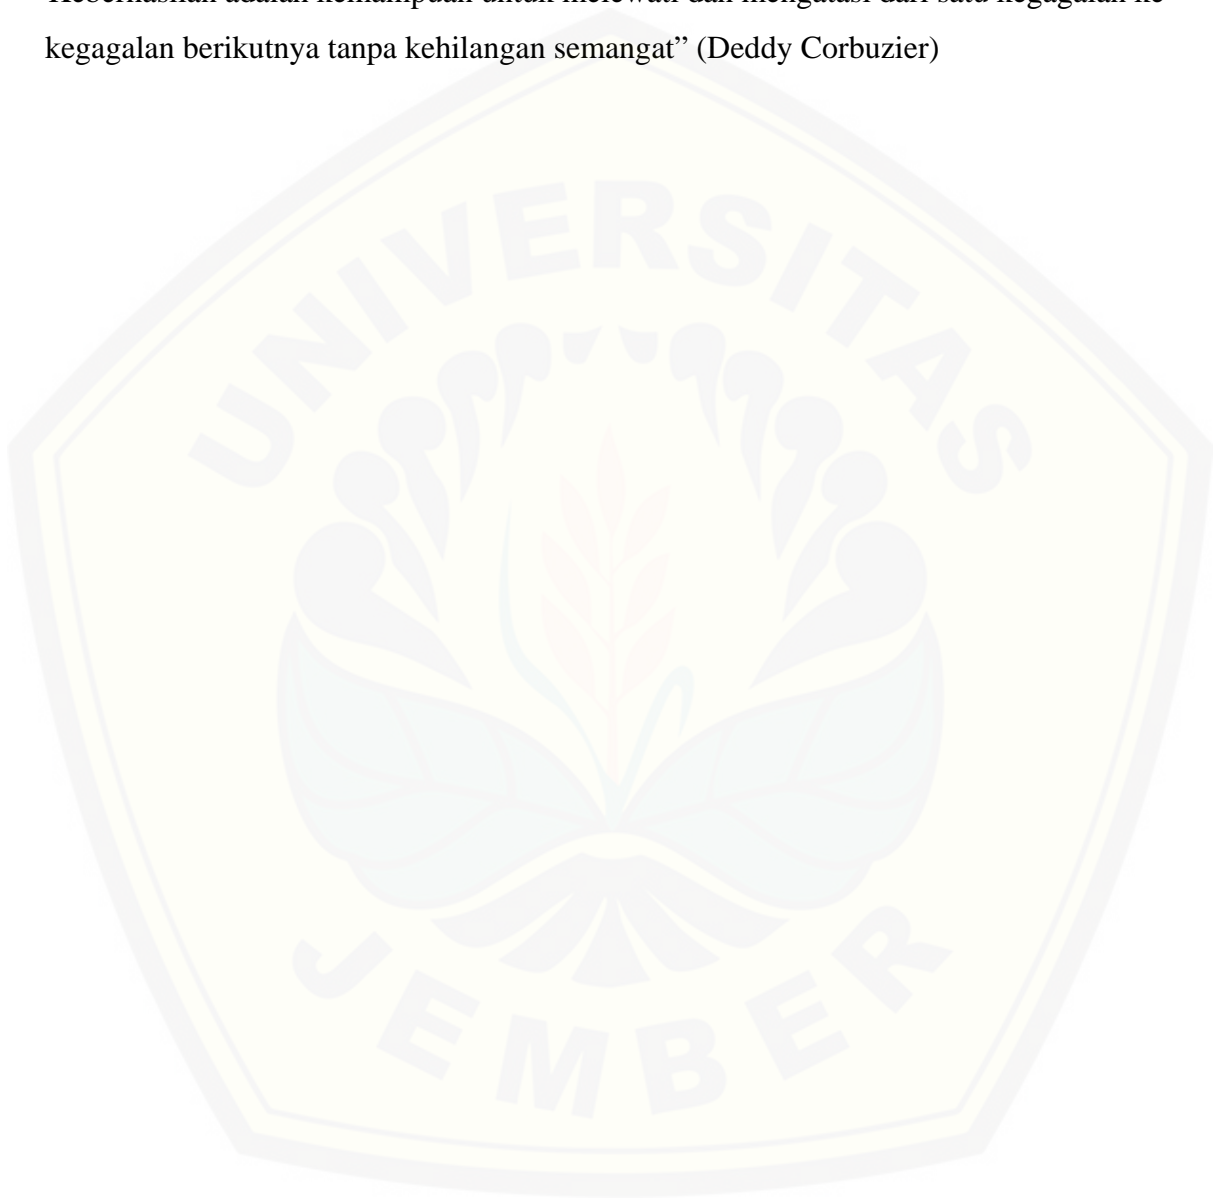 Keberhasilan adalah kemampuan untuk melewati dan mengatasi dari satu kegagalan ke
kegagalan berikutnya tanpa kehilangan semangat” (Deddy Corbuzier)
UNIVERSITAS
JEMBER